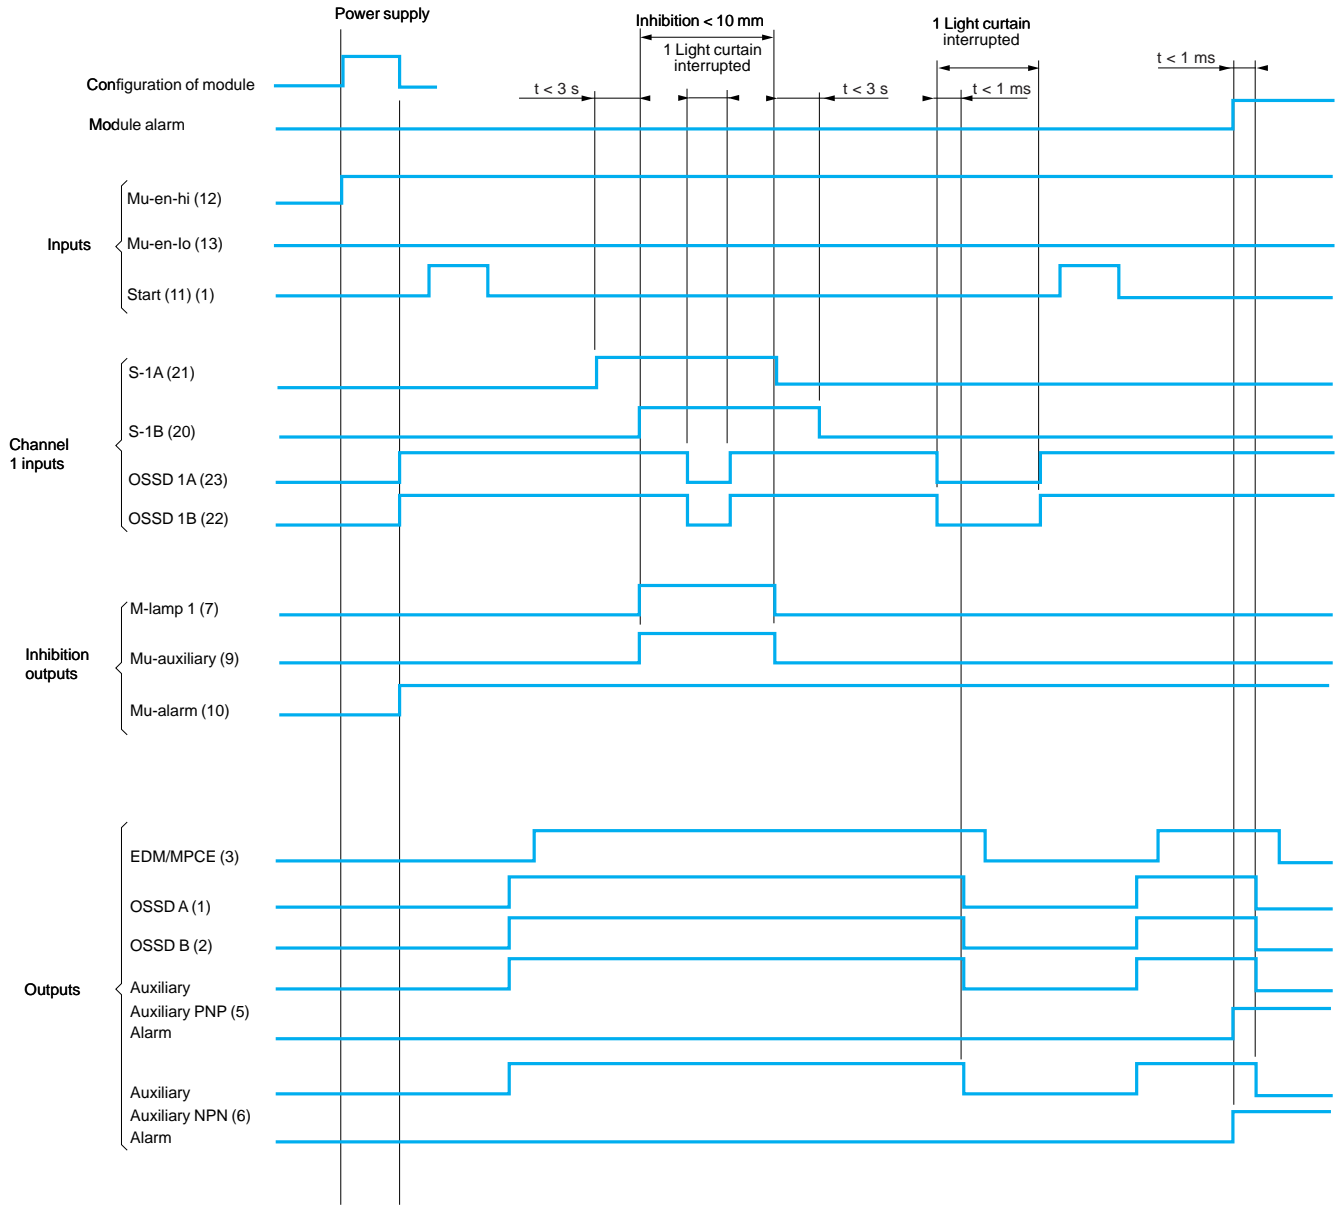 Power supply
Inhibition < 10 mm
1 Light curtain
interrupted
1 Light curtain
interrupted
t < 1 ms
Configuration of module
t < 3 s
t < 3 s
t < 1 ms
Module alarm
Inputs
Mu-en-hi (12)
Mu-en-lo (13)
Start (11) (1)
Channel
1 inputs
S-1A (21)
S-1B (20)
OSSD 1A (23)
OSSD 1B (22)
Inhibition
outputs
M-lamp 1 (7)
Mu-auxiliary (9)
Mu-alarm (10)
Outputs
EDM/MPCE (3)
OSSD A (1)
OSSD B (2)
Auxiliary
Auxiliary PNP (5)
Alarm
Auxiliary
Auxiliary NPN (6)
Alarm